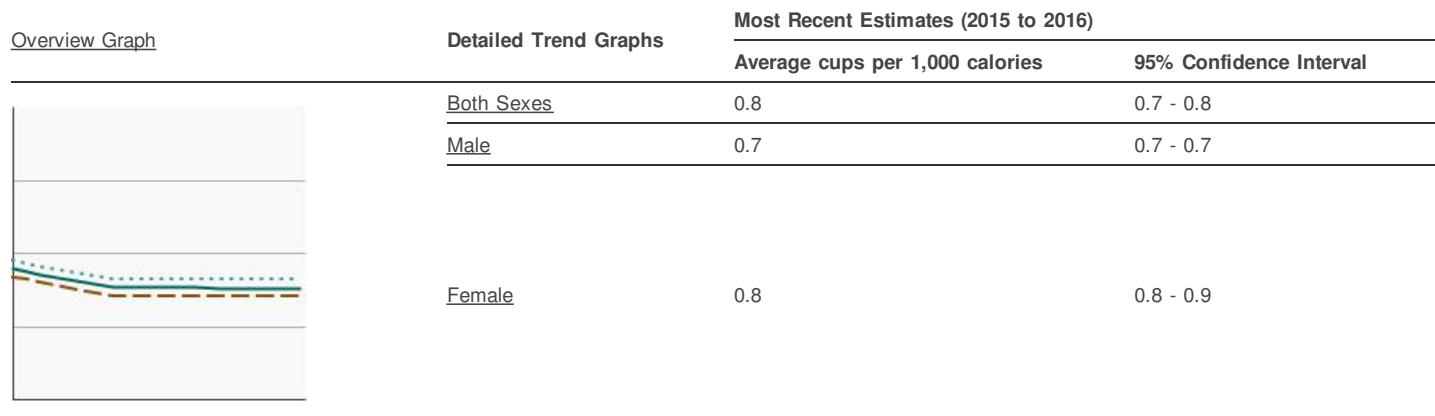 Overview Graph
Detailed Trend Graphs
Most Recent Estimates (2015 to 2016)
Average cups per 1,000 calories
95% Confidence Interval
Both Sexes 0.8 0.7 - 0.8
Male 0.7 0.7 - 0.7
Female 0.8 0.8 - 0.9